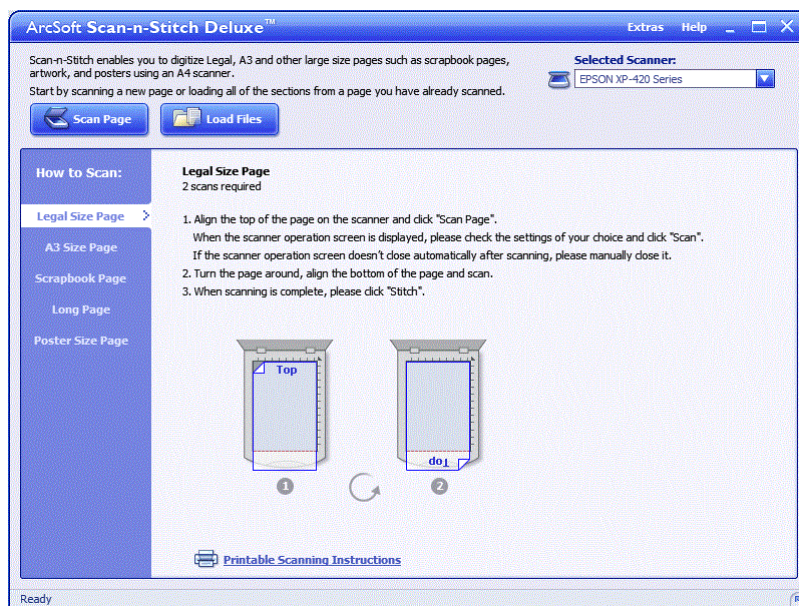 ArcSoft Scan-n-Stitch Deluxe™
Extras Help
Scan-n-Stitch enables you to digitize Legal, A3 and other large size pages such as scrapbook pages,
artwork, and posters using an A4 scanner.
Start by scanning a new page or loading all of the sections from a page you have already scanned.
Selected Scanner:
EPSON XP-420 Series
Scan Page
Load Files
How to Scan:
Legal Size Page
A3 Size Page
Scrapbook Page
Long Page
Poster Size Page
Legal Size Page
2 scans required
1. Align the top of the page on the scanner and click "Scan Page".
When the scanner operation screen is displayed, please check the settings of your choice and click "Scan".
If the scanner operation screen doesn't close automatically after scanning, please manually close it.
2. Turn the page around, align the bottom of the page and scan.
3. When scanning is complete, please click "Stitch".
Top
Top
1
2
Printable Scanning Instructions
Ready